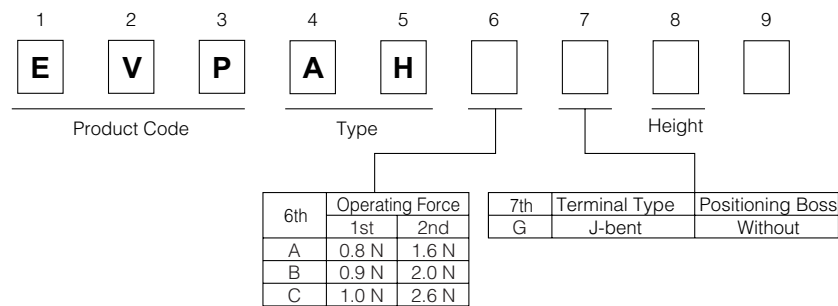 1 2 3 4 5 6 7 8 9
E V P A H
Product Code Type Height
6th Operating Force
1st 2nd
A 0.8 N 1.6 N
B 0.9 N 2.0 N
C 1.0 N 2.6 N
7th Terminal Type Positioning Boss
G J-bent Without